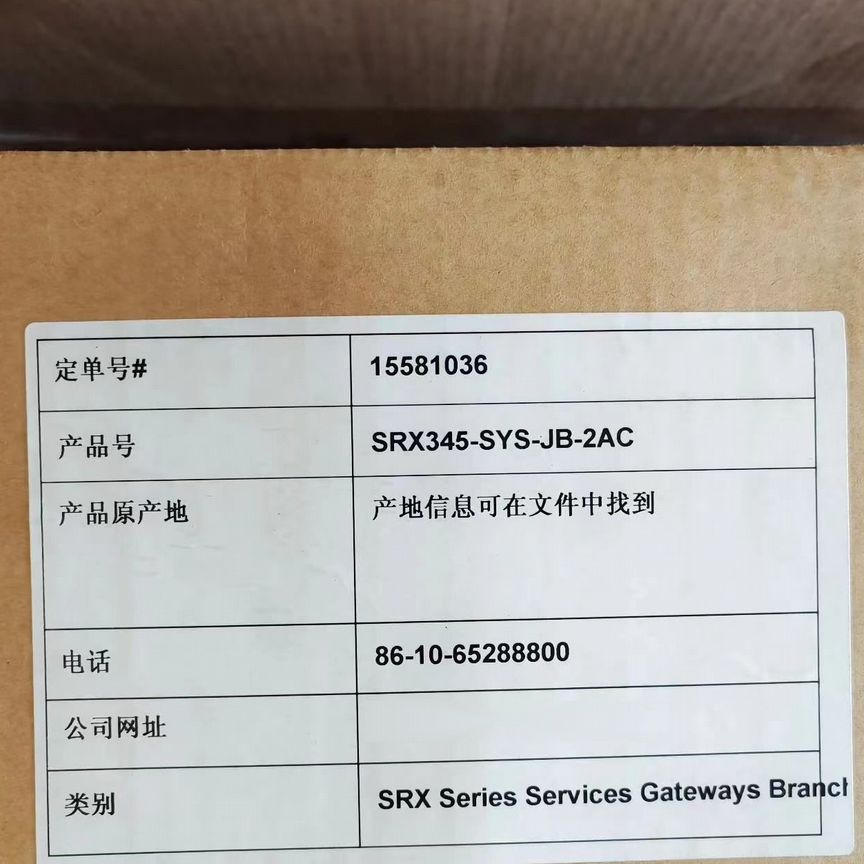 定单号# 15581036
产品号 SRX345-SYS-JB-2AC
产品原产地 产地信息可在文件中找到
电话 86-10-65288800
公司网址
类别 SRX Series Services Gateways Branch